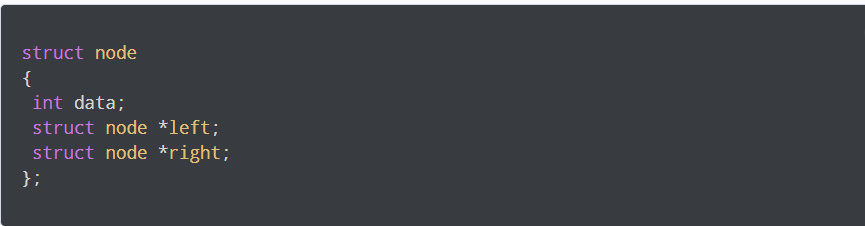 struct node
{
 int data;
 struct node *left;
 struct node *right;
};